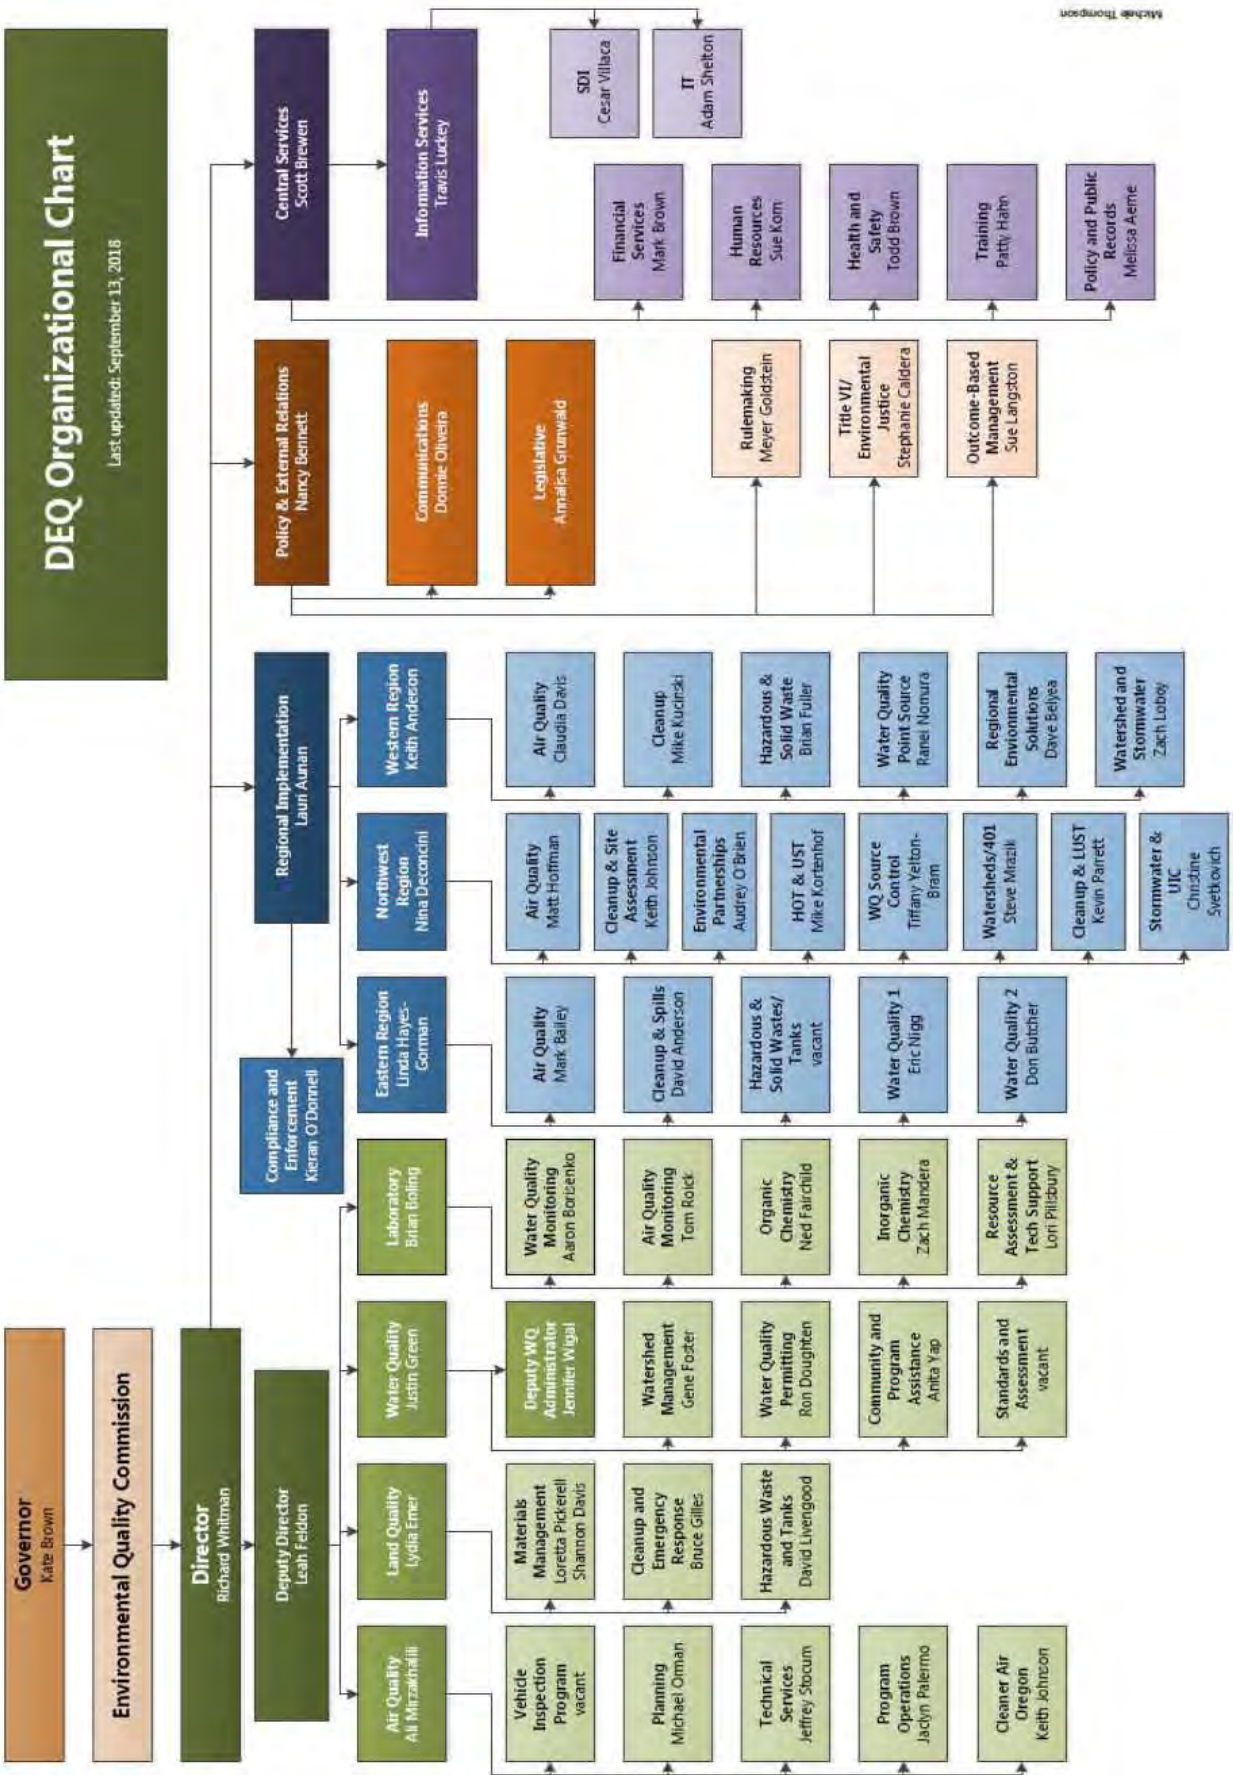 DEQ Organizational Chart
Last updated: September 13, 2018
Governor
Kate Brown
Environmental Quality Commission
Director
Richard Whitman
Deputy Director
Leah Feldon
Air Quality
Ali Mirzakhalili
Vehicle
Inspection
Program
vacant
Planning
Michael Orman
Technical
Services
Jeffrey Stocum
Program
Operations
Jaclyn Palermo
Cleaner Air
Oregon
Keith Johnson
Land Quality
Lydia Emer
Materials
Management
Loretta Pickerell
Shannon Davis
Cleanup and
Emergency
Response
Bruce Gilles
Hazardous Waste
and Tanks
David Livengood
Water Quality
Justin Green
Deputy WQ
Administrator
Jennifer Wigal
Watershed
Management
Gene Foster
Water Quality
Permitting
Ron Doughten
Community and
Program
Assistance
Anita Yap
Standards and
Assessment
vacant
Laboratory
Brian Boling
Water Quality
Monitoring
Aaron Borisenko
Air Quality
Monitoring
Tom Roick
Organic
Chemistry
Ned Fairchild
Inorganic
Chemistry
Zach Mandera
Resource
Assessment &
Tech Support
Lori Pillsbury
Compliance and
Enforcement
Kieran O'Donnell
Regional Implementation
Lauri Aunan
Eastern Region
Linda Hayes-
Gorman
Air Quality
Mark Bailey
Cleanup & Spills
David Anderson
Hazardous &
Solid Wastes/
Tanks
vacant
Water Quality 1
Eric Nigg
Water Quality 2
Don Butcher
Northwest
Region
Nina Deconcini
Air Quality
Matt Hoffman
Cleanup & Site
Assessment
Keith Johnson
Environmental
Partnerships
Audrey O'Brien
HOT & UST
Mike Kortenhof
WQ Source
Control
Tiffany Yelton-
Bram
Watersheds/401
Steve Mrazik
Cleanup & LUST
Kevin Parrett
Stormwater &
UIC
Christine
Svetkovich
Western Region
Keith Anderson
Air Quality
Claudia Davis
Cleanup
Mike Kucinski
Hazardous &
Solid Waste
Brian Fuller
Water Quality
Point Source
Ranei Nomura
Regional
Envionmental
Solutions
Dave Belyea
Watershed and
Stormwater
Zach Loboy
Policy & External Relations
Nancy Bennett
Communications
Donnie Oliveira
Legislative
Annalisa Grunwald
Rulemaking
Meyer Goldstein
Title VI/
Environmental
Justice
Stephanie Caldera
Outcome-Based
Management
Sue Langston
Central Services
Scott Brewen
Information Services
Travis Luckey
SDI
Cesar Villaca
IT
Adam Shelton
Financial
Services
Mark Brown
Human
Resources
Sue Korn
Health and
Safety
Todd Brown
Training
Patty Hahn
Policy and Public
Records
Melissa Aerne
Michele Thompson